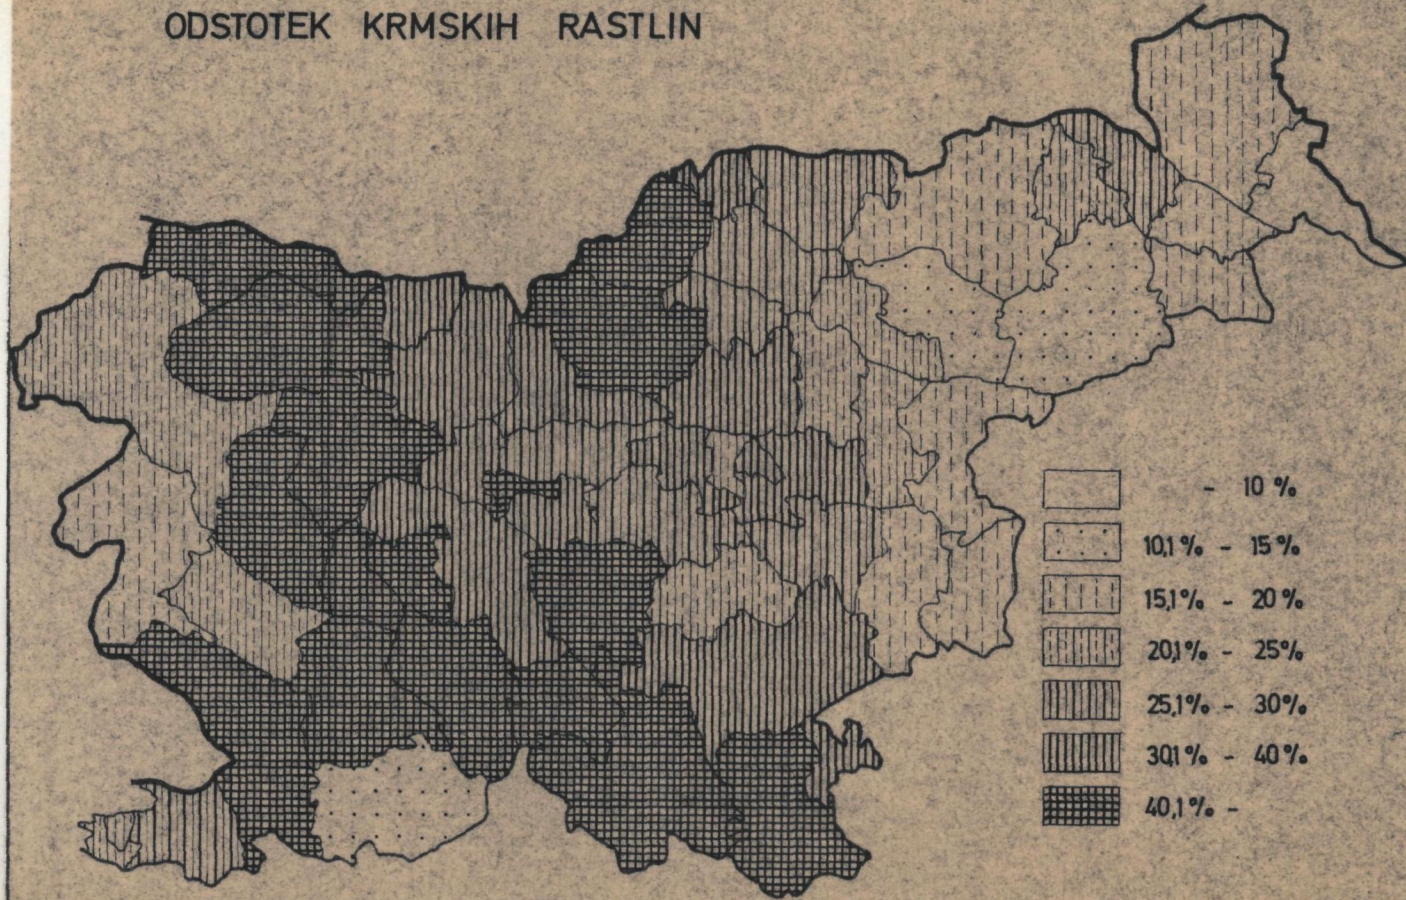 ODSTOTEK KRMSKIH RASTLIN
- 10 %
10,1 % - 15 %
15,1% - 20 %
20,1% - 25%
25,1% - 30%
30,1 % - 40%
40,1% -